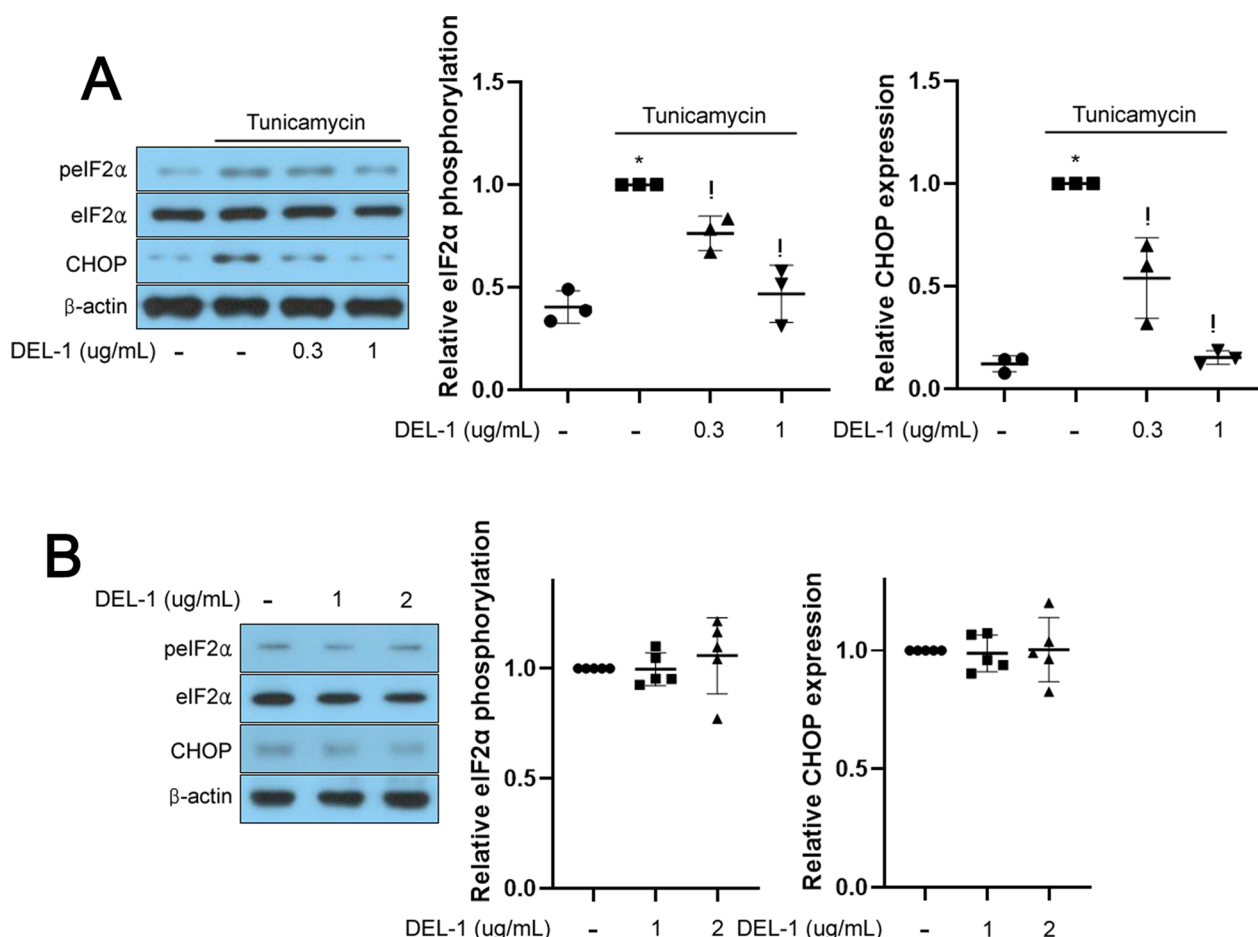 A
Tunicamycin
peIF2α
eIF2α
CHOP
β-actin
DEL-1 (ug/mL) - - 0.3 1
Relative eIF2α phosphorylation
1.5
1.0
0.5
0.0
Tunicamycin
*
!
!
DEL-1 (ug/mL) - - 0.3 1
Relative CHOP expression
1.5
1.0
0.5
0.0
Tunicamycin
*
!
!
DEL-1 (ug/mL) - - 0.3 1
B
DEL-1 (ug/mL) - 1 2
peIF2α
eIF2α
CHOP
β-actin
Relative eIF2α phosphorylation
1.0
0.5
0.0
DEL-1 (ug/mL) - 1 2
Relative CHOP expression
1.0
0.5
0.0
DEL-1 (ug/mL) - 1 2